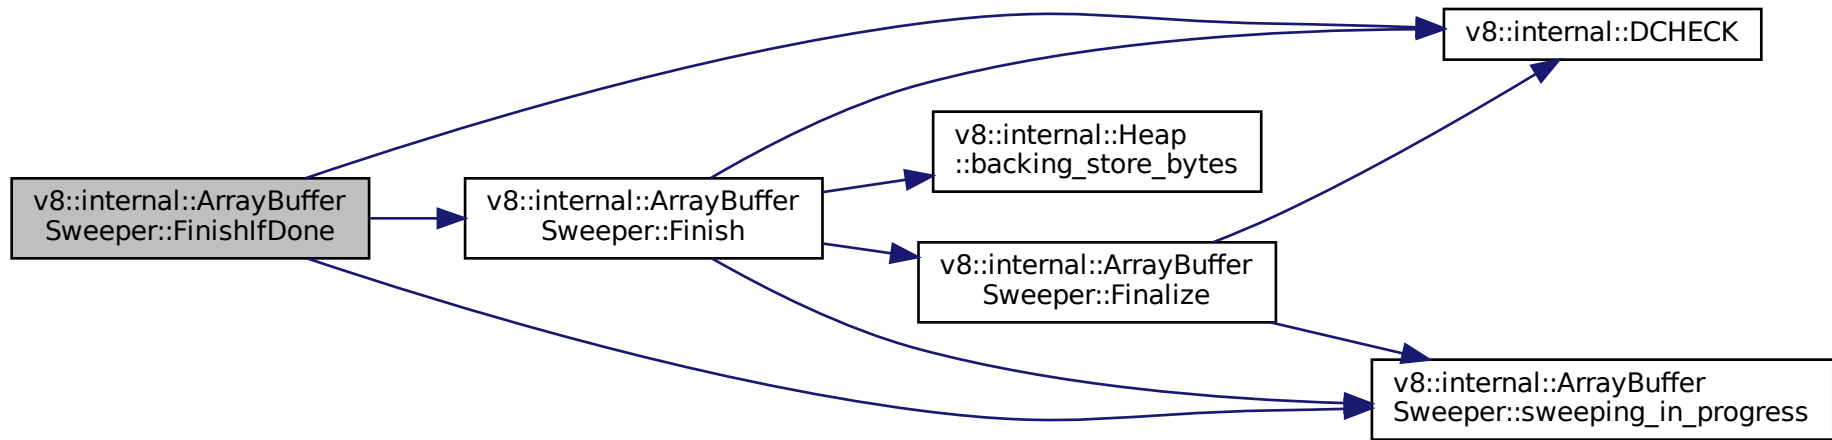 v8::internal::DCHECK
v8::internal::Heap
::backing_store_bytes
v8::internal::ArrayBuffer
Sweeper::FinishIfDone
v8::internal::ArrayBuffer
Sweeper::Finish
v8::internal::ArrayBuffer
Sweeper::Finalize
v8::internal::ArrayBuffer
Sweeper::sweeping_in_progress